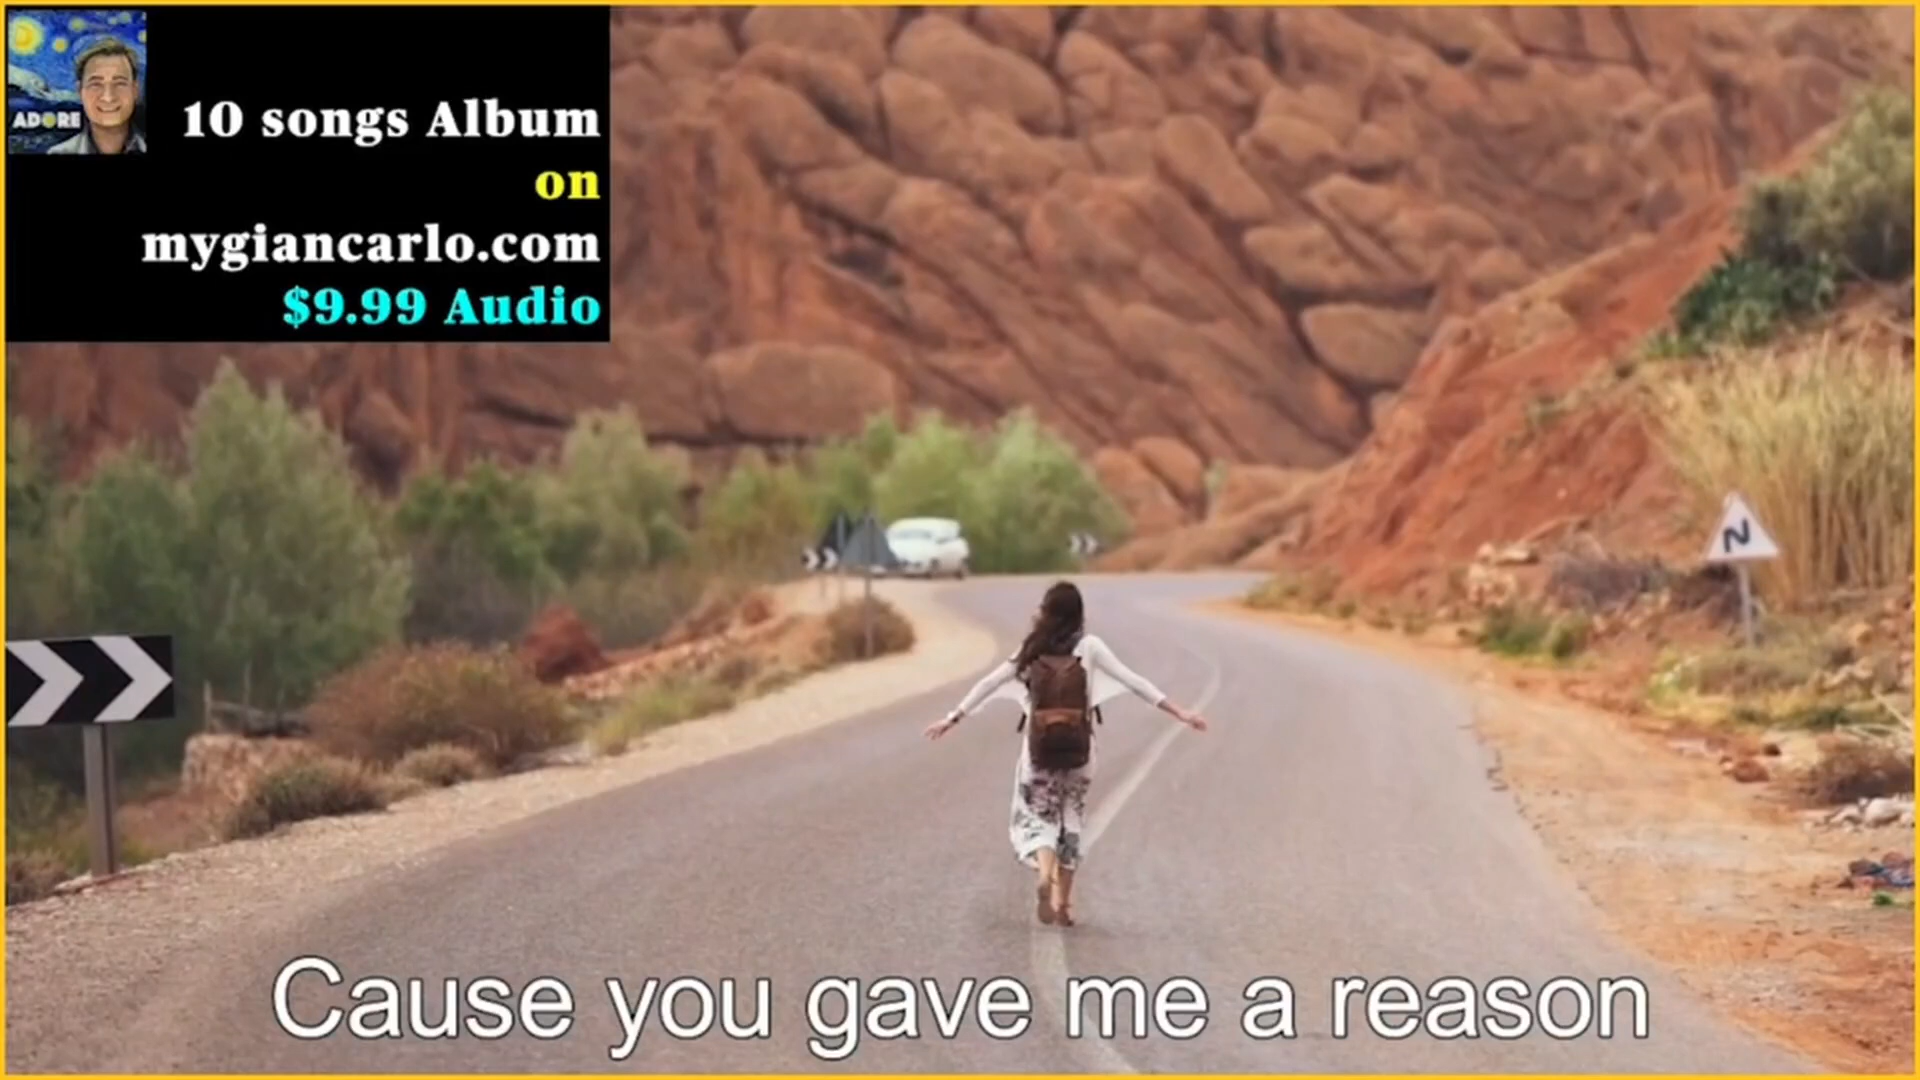 ADORE
10 songs Album
on
mygiancarlo.com
$9.99 Audio
Cause you gave me a reason